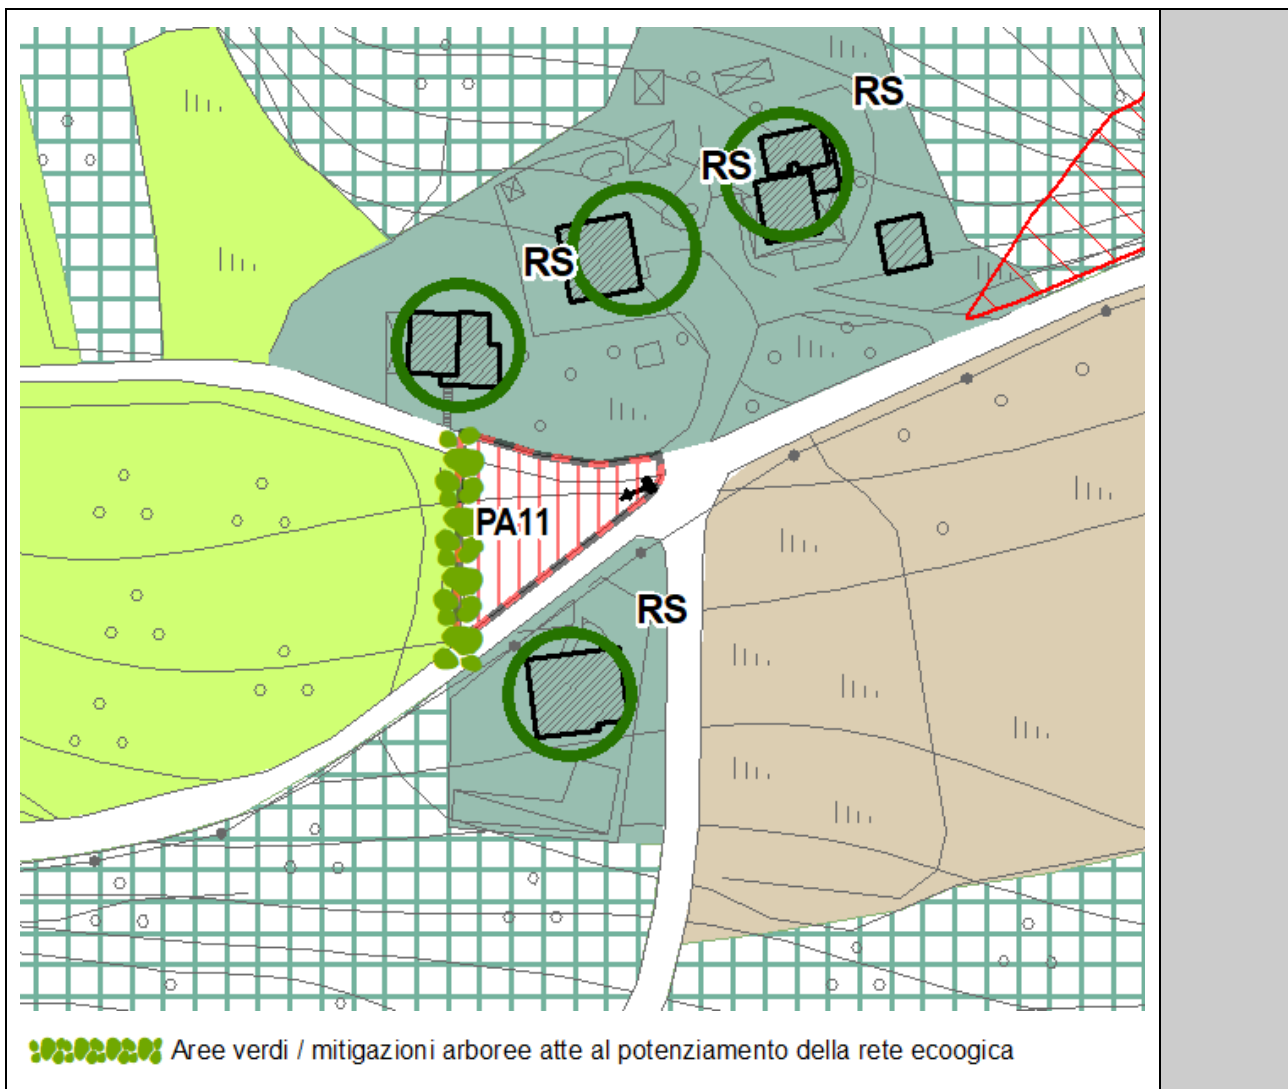 RS
RS
RS
PA11
RS
Aree verdi / mitigazioni arboree atte al potenziamento della rete ecoogica